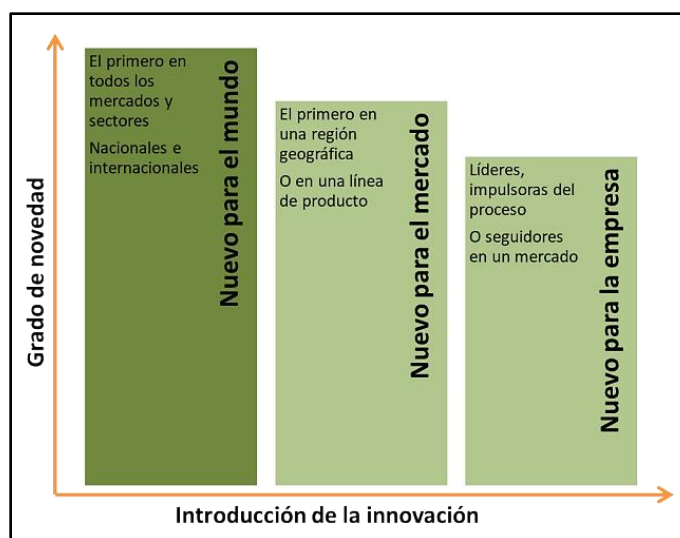 Grado de novedad
El primero en
todos los
mercados y
sectores
Nacionales e
internacionales
Nuevo para el mundo
El primero en
una región
geográfica
O en una línea
de producto
Nuevo para el mercado
Líderes,
impulsoras del
proceso
O seguidores
en un mercado
Nuevo para la empresa
Introducción de la innovación